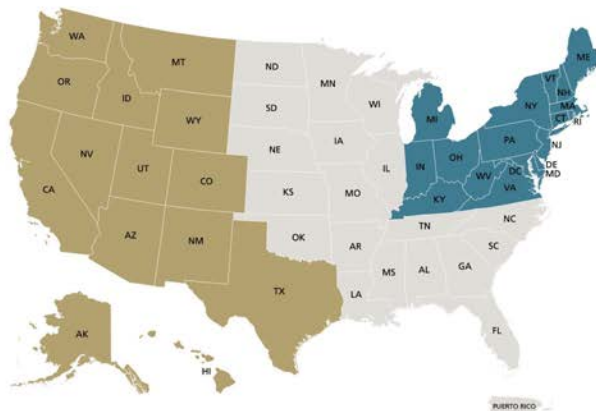 WA
MT
ND
MN
ME
OR
ID
SD
WI
VT
NH
NY
MA
CT
RI
WY
MI
IA
NE
PA
NJ
NV
UT
CO
IL
IN
OH
DE
MD
DC
WV
VA
CA
KS
MO
KY
AZ
NM
OK
AR
TN
NC
SC
MS
AL
GA
TX
LA
FL
AK
HI
PUERTO RICO